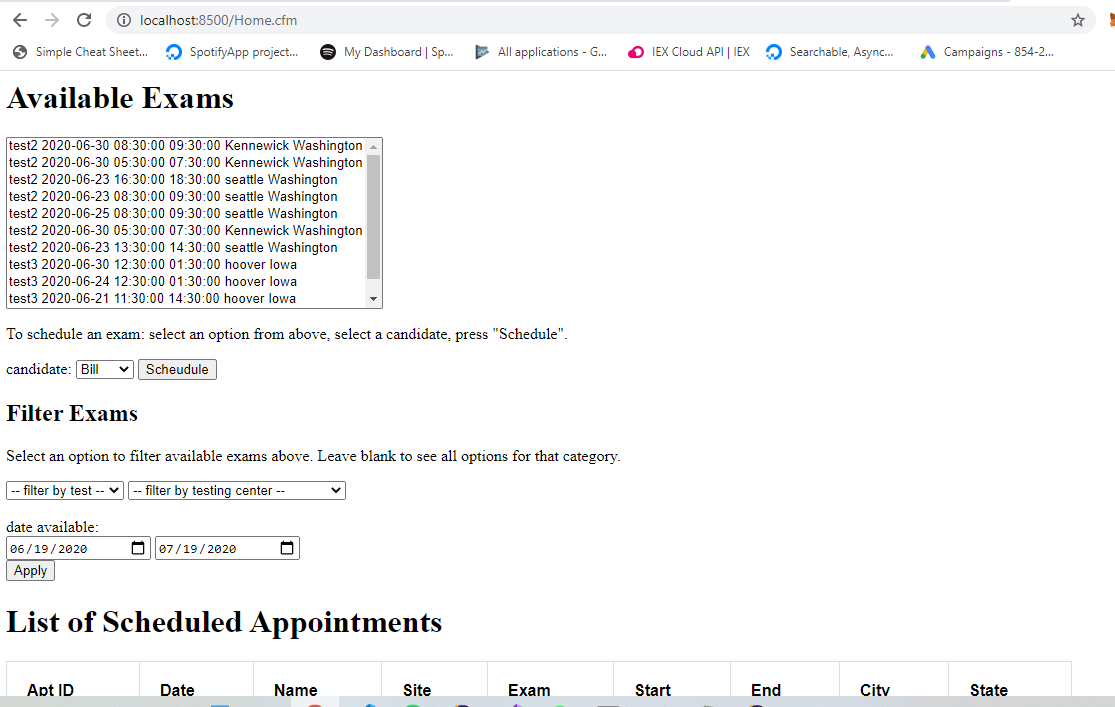 localhost:8500/Home.cfm
Simple Cheat Sheet... SpotifyApp project... My Dashboard | Sp... All applications - G... IEX Cloud API | IEX Searchable, Async... Campaigns - 854-2...
Available Exams
test2 2020-06-30 08:30:00 09:30:00 Kennewick Washington
test2 2020-06-30 05:30:00 07:30:00 Kennewick Washington
test2 2020-06-23 16:30:00 18:30:00 seattle Washington
test2 2020-06-23 08:30:00 09:30:00 seattle Washington
test2 2020-06-25 08:30:00 09:30:00 seattle Washington
test2 2020-06-30 05:30:00 07:30:00 Kennewick Washington
test2 2020-06-23 13:30:00 14:30:00 seattle Washington
test3 2020-06-30 12:30:00 01:30:00 hoover Iowa
test3 2020-06-24 12:30:00 01:30:00 hoover Iowa
test3 2020-06-21 11:30:00 14:30:00 hoover Iowa
To schedule an exam: select an option from above, select a candidate, press "Schedule".
candidate: Bill Scheudule
Filter Exams
Select an option to filter available exams above. Leave blank to see all options for that category.
-- filter by test -- -- filter by testing center --
date available:
06/19/2020 07/19/2020
Apply
List of Scheduled Appointments
Apt ID Date Name Site Exam Start End City State